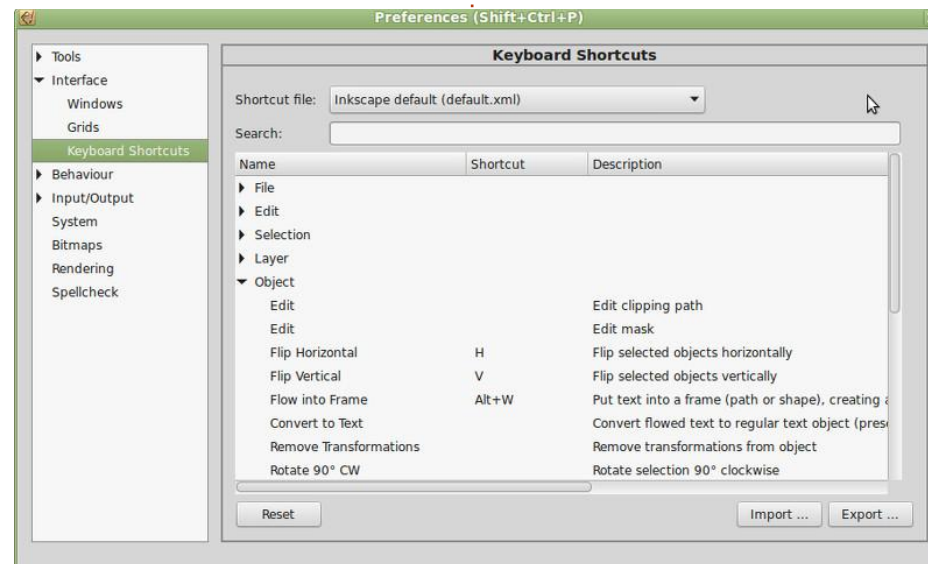 Preferences (Shift+Ctrl+P)
Tools
Interface
Windows
Grids
Keyboard Shortcuts
Behaviour
Input/Output
System
Bitmaps
Rendering
Spellcheck
Keyboard Shortcuts
Shortcut file: Inkscape default (default.xml)
Search:
Name Shortcut Description
File
Edit
Selection
Layer
Object
Edit Edit clipping path
Edit Edit mask
Flip Horizontal H Flip selected objects horizontally
Flip Vertical V Flip selected objects vertically
Flow into Frame Alt+W Put text into a frame (path or shape), creating
Convert to Text Convert flowed text to regular text object
Remove Transformations Remove transformations from object
Rotate 90° CW Rotate selection 90° clockwise
Reset Import ... Export ...